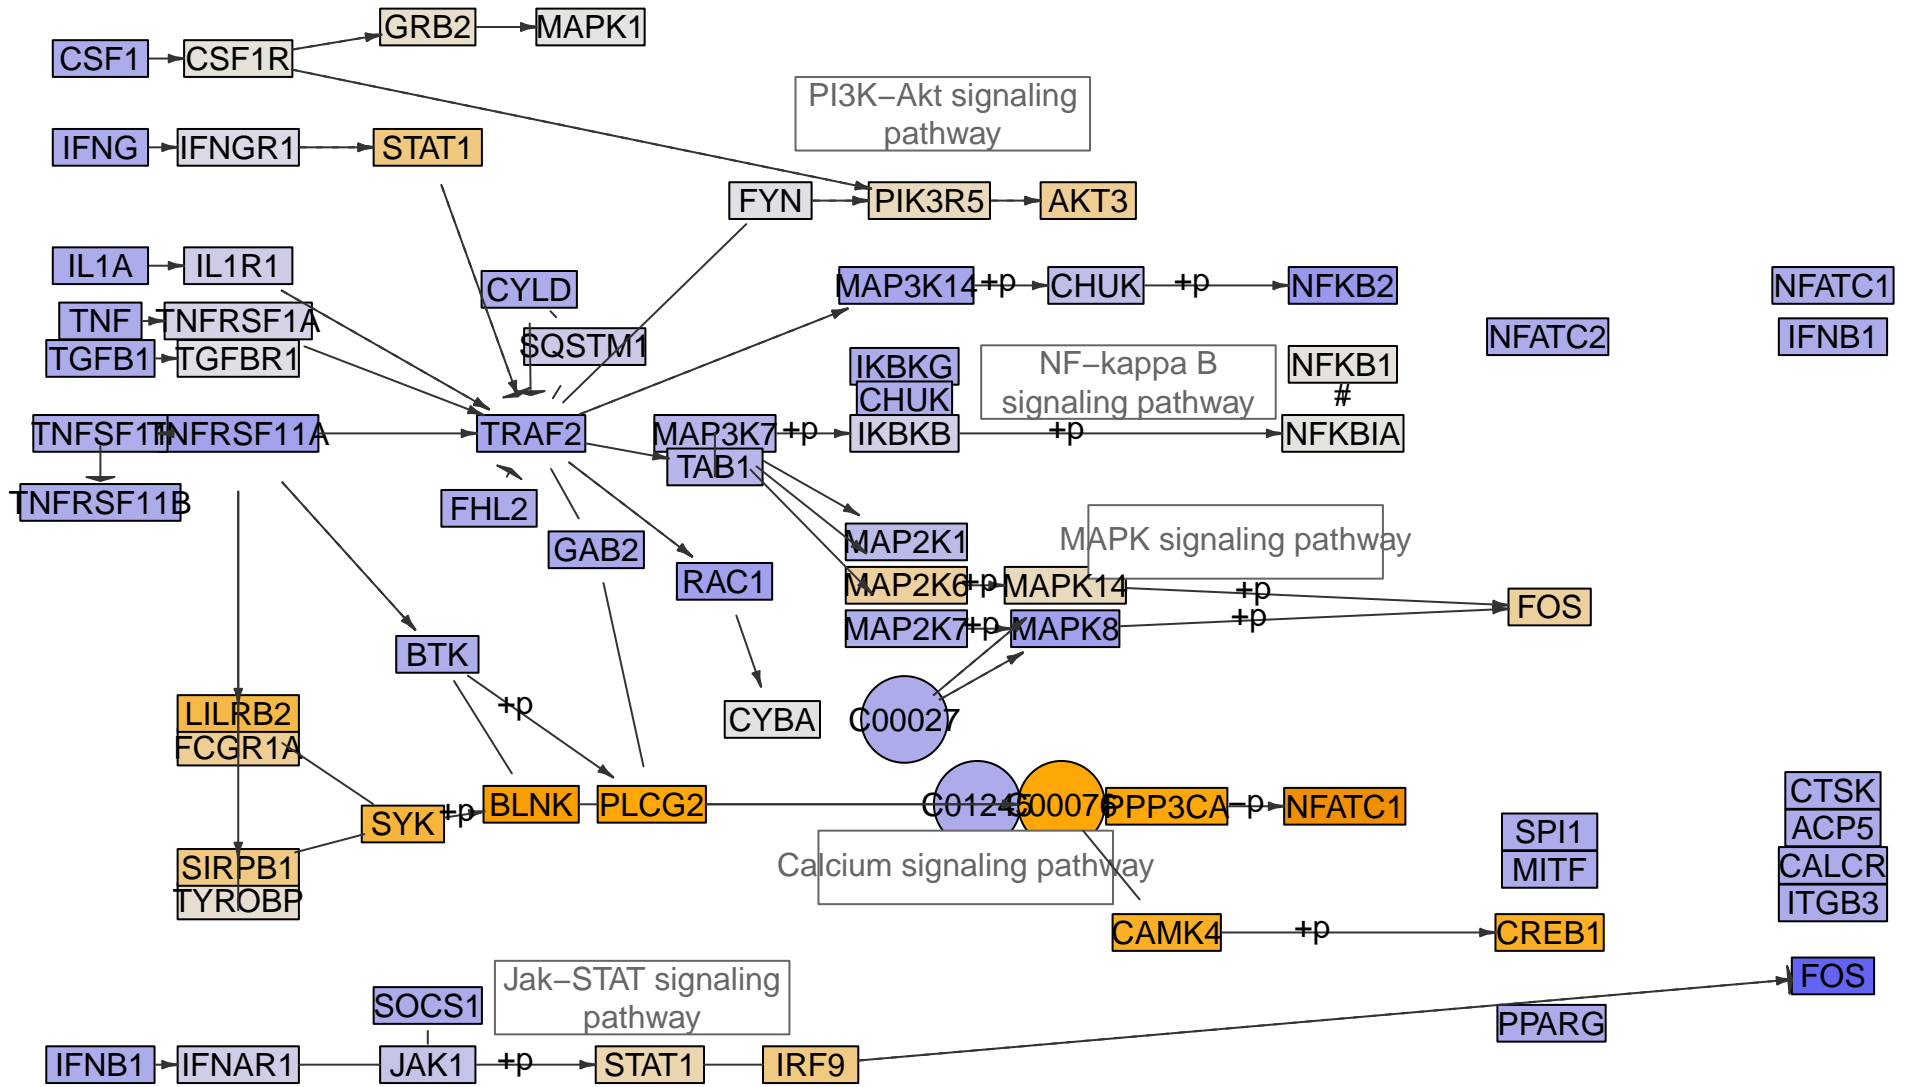 GRB2
MAPK1
CSF1
CSF1R
PI3K–Akt signaling
pathway
IFNG
IFNGR1
STAT1
FYN
PIK3R5
AKT3
IL1A
IL1R1
CYLD
MAP3K14
+p
CHUK
+p
NFKB2
NFATC1
TNF
TNFRSF1A
SQSTM1
NFATC2
IFNB1
TGFB1
TGFBR1
IKBKG
NF–kappa B
signaling pathway
NFKB1
#
CHUK
TNFRSF11A
TRAF2
MAP3K7
+p
IKBKB
+p
NFKBIA
TAB1
TNFRSF11B
FHL2
GAB2
MAP2K1
MAPK signaling pathway
RAC1
MAP2K6
+p
MAPK14
+p
FOS
MAP2K7
+p
MAPK8
+p
BTK
+p
LILRB2
FCGR1A
CYBA
C00027
SYK
+p
BLNK
PLCG2
C00076
PPP3CA
–p
NFATC1
CTSK
ACP5
SPI1
MITF
Calcium signaling pathway
CALCR
ITGB3
SIRPB1
TYROBP
CAMK4
+p
CREB1
Jak–STAT signaling
pathway
FOS
SOCS1
PPARG
IFNB1
IFNAR1
JAK1
+p
STAT1
IRF9